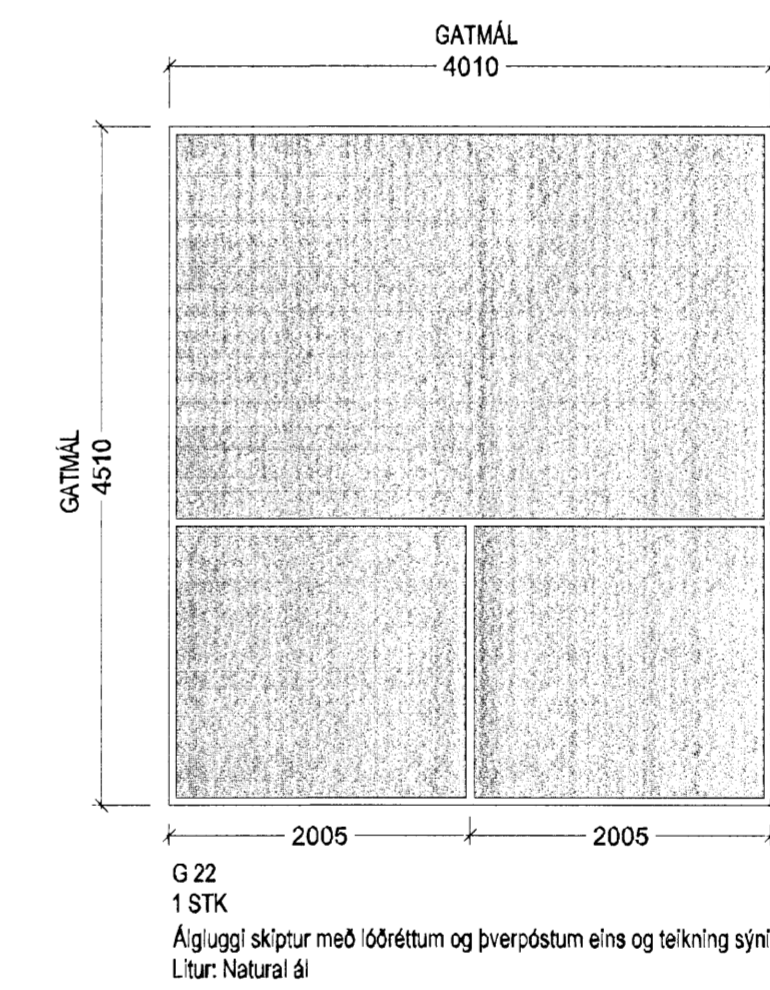 GATMÁL
4010
GATMÁL
4510
2005
2005
G 22
1 STK
Álgluggi skiptur með lóðréttum og þverpóstum eins og teikning sýni
Litur: Natural ál